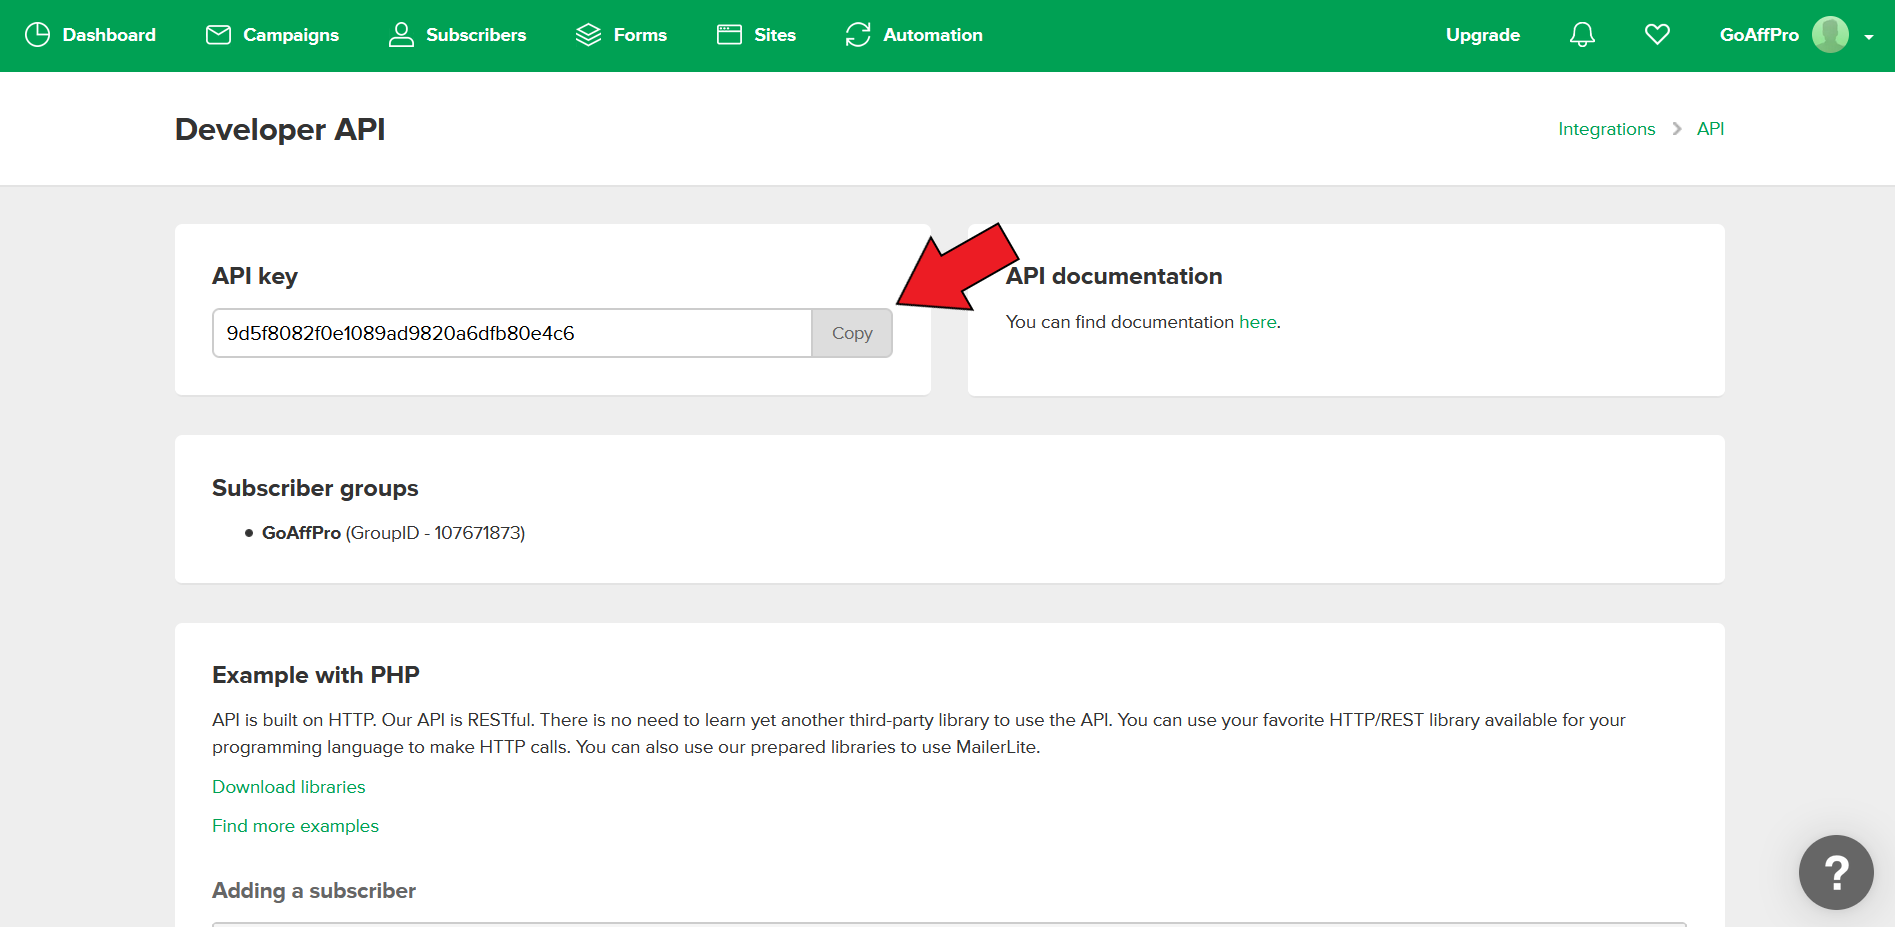 Dashboard
Campaigns
Subscribers
Forms
Sites
Automation
Upgrade
GoAffPro
Developer API
Integrations
API
API key
9d5f8082f0e1089ad9820a6dfb80e4c6
Copy
API documentation
You can find documentation here.
Subscriber groups
GoAffPro (GroupID - 107671873)
Example with PHP
API is built on HTTP. Our API is RESTful. There is no need to learn yet another third-party library to use the API. You can use your favorite HTTP/REST library available for your
programming language to make HTTP calls. You can also use our prepared libraries to use MailerLite.
Download libraries
Find more examples
Adding a subscriber
?